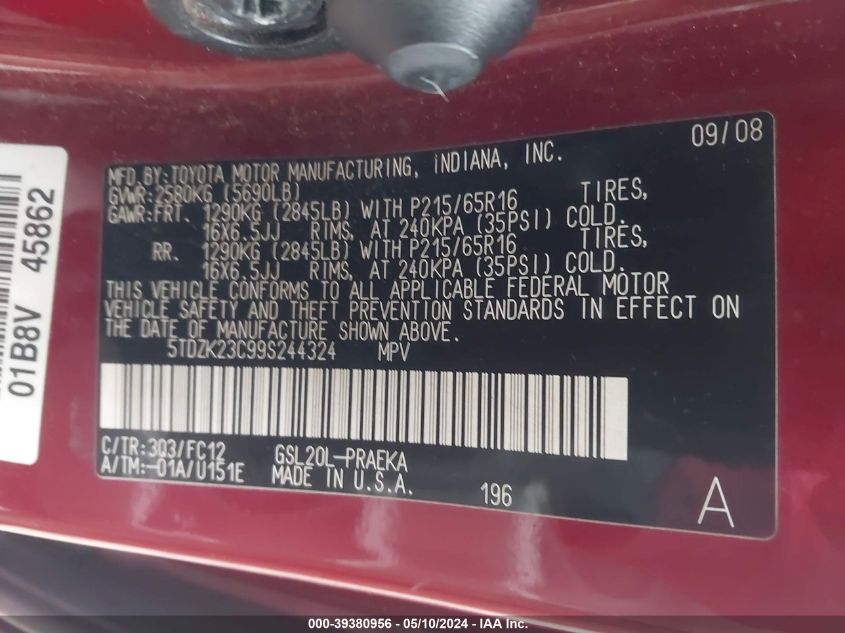 09/08
MFD.BY:TOYOTA MOTOR MANUFACTURING, iNDIANA, INC.
GVWR:2580KG (5690LB)
GAWR:FRT. 1290KG (2845LB) WITH P215/65R16 TIRES,
16X6.5JJ RIMS, AT 240KPA (35PSI) COLD.
RR. 1290KG (2845LB) WITH P215/65R16 TIRES,
16X6.5JJ RIMS, AT 240KPA (35PSI) COLD.
THIS VEHICLE CONFORMS TO ALL APPLICABLE FEDERAL MOTOR
VEHICLE SAFETY AND THEFT PREVENTION STANDARDS IN EFFECT ON
THE DATE OF MANUFACTURE SHOWN ABOVE.
5TDZK23C99S244324 MPV
C/TR:3Q3/FC12 GSL20L-PRAEKA
A/TM:-01A/U151E MADE IN U.S.A.
196
A
01B8V 45862
000-39380956 - 05/10/2024 - IAA Inc.